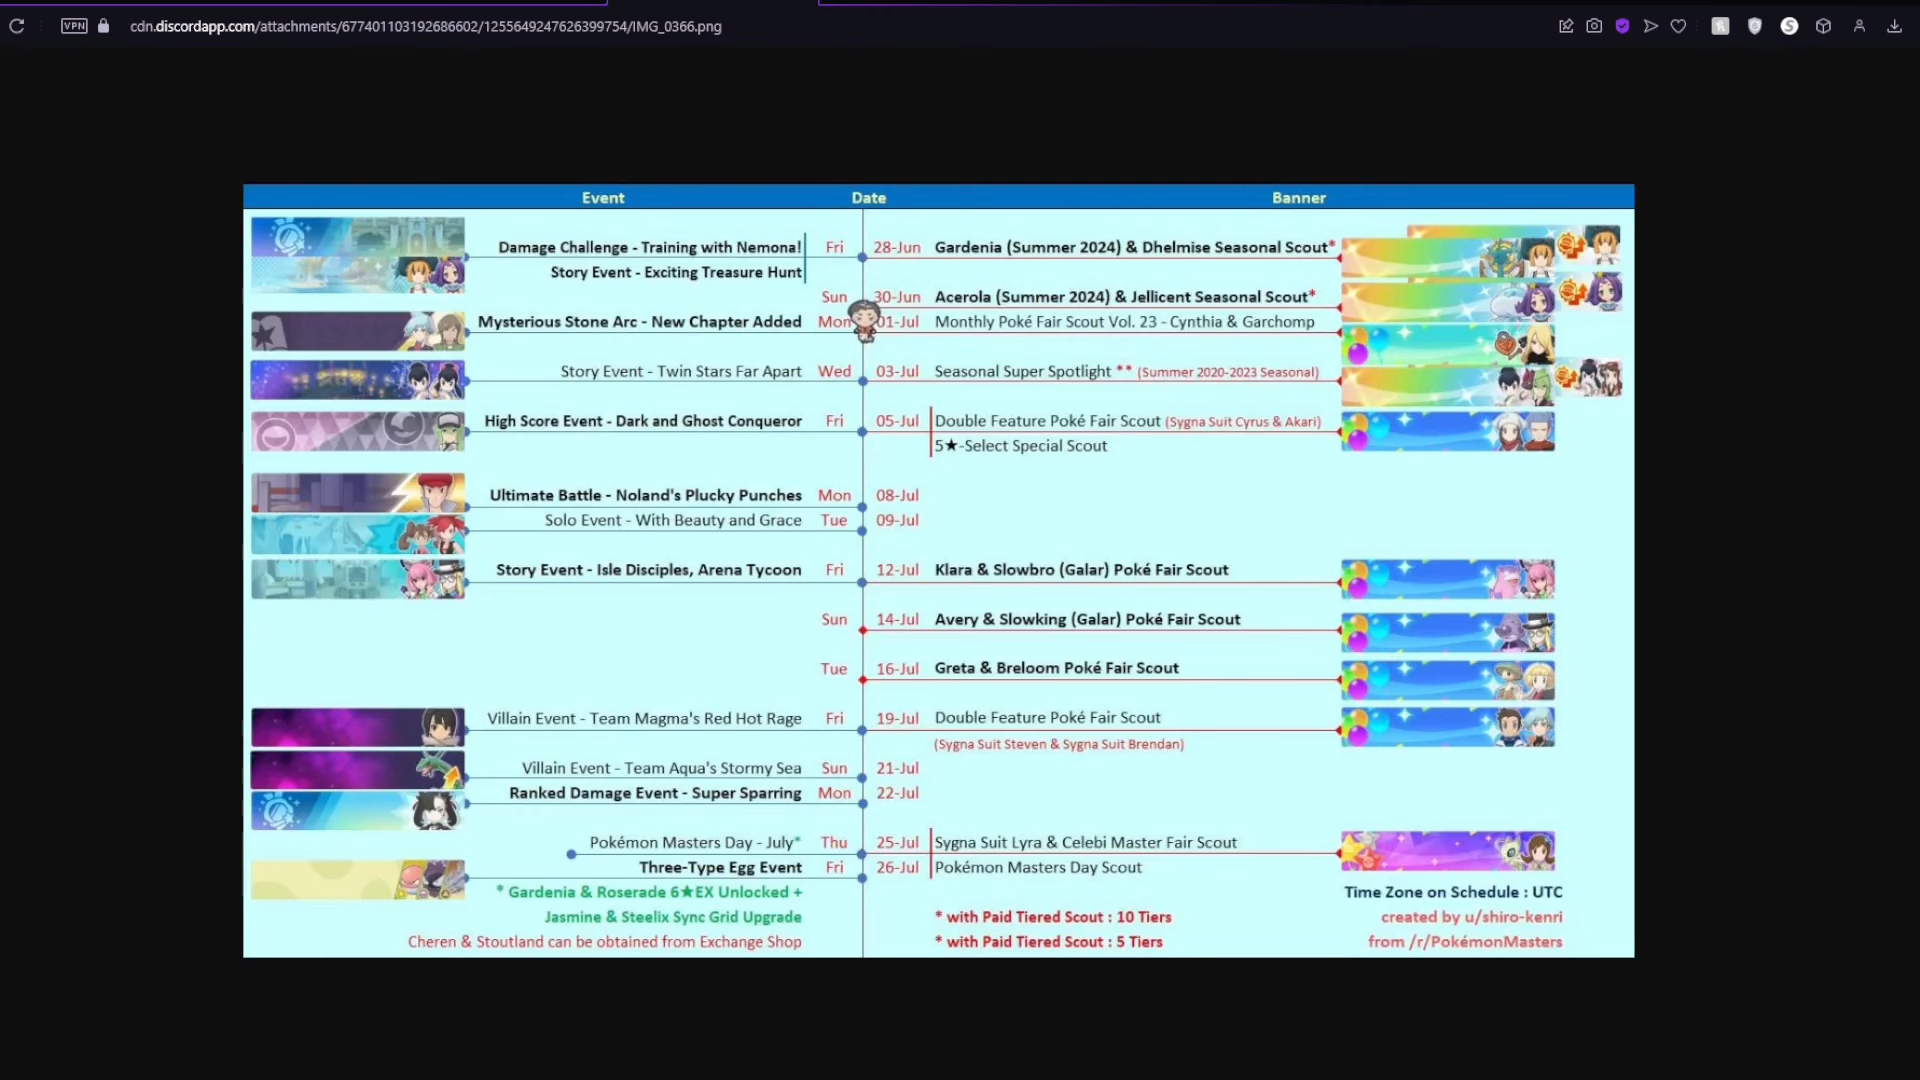 VPN
cdn.discordapp.com/attachments/677401103192686602/1255649247626399754/IMG_0366.png
Event Date Banner
Damage Challenge - Training with Nemona! Fri 28-Jun Gardenia (Summer 2024) & Dhelmise Seasonal Scout*
Story Event - Exciting Treasure Hunt
Sun 30-Jun Acerola (Summer 2024) & Jellicent Seasonal Scout*
Mysterious Stone Arc - New Chapter Added Mon 01-Jul Monthly Poké Fair Scout Vol. 23 - Cynthia & Garchomp
Story Event - Twin Stars Far Apart Wed 03-Jul Seasonal Super Spotlight ** (Summer 2020-2023 Seasonal)
High Score Event - Dark and Ghost Conqueror Fri 05-Jul Double Feature Poké Fair Scout (Sygna Suit Cyrus & Akari)
5★-Select Special Scout
Ultimate Battle - Noland's Plucky Punches Mon 08-Jul
Solo Event - With Beauty and Grace Tue 09-Jul
Story Event - Isle Disciples, Arena Tycoon Fri 12-Jul Klara & Slowbro (Galar) Poké Fair Scout
Sun 14-Jul Avery & Slowking (Galar) Poké Fair Scout
Tue 16-Jul Greta & Breloom Poké Fair Scout
Villain Event - Team Magma's Red Hot Rage Fri 19-Jul Double Feature Poké Fair Scout
(Sygna Suit Steven & Sygna Suit Brendan)
Villain Event - Team Aqua's Stormy Sea Sun 21-Jul
Ranked Damage Event - Super Sparring Mon 22-Jul
Pokémon Masters Day - July* Thu 25-Jul Sygna Suit Lyra & Celebi Master Fair Scout
Three-Type Egg Event Fri 26-Jul Pokémon Masters Day Scout
* Gardenia & Roserade 6★EX Unlocked + Time Zone on Schedule : UTC
Jasmine & Steelix Sync Grid Upgrade * with Paid Tiered Scout : 10 Tiers created by u/shiro-kenri
Cheren & Stoutland can be obtained from Exchange Shop * with Paid Tiered Scout : 5 Tiers from /r/PokémonMasters